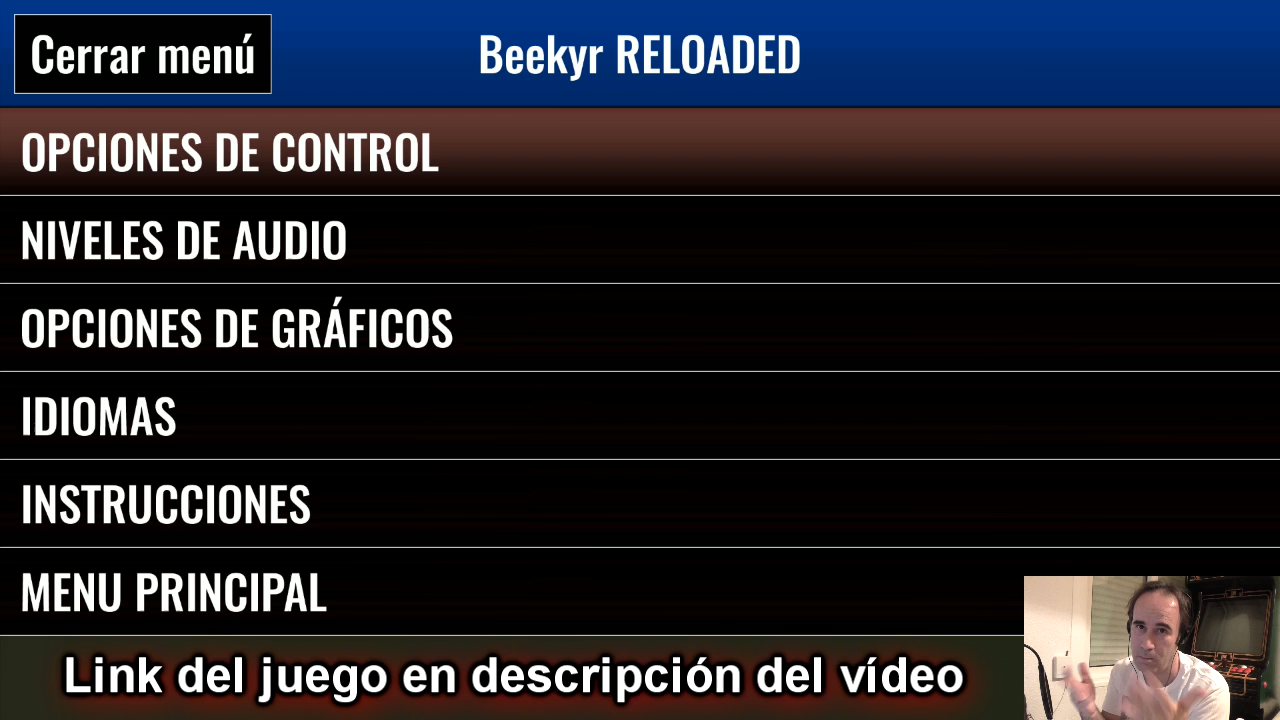 Cerrar menú
Beekyr RELOADED
OPCIONES DE CONTROL
NIVELES DE AUDIO
OPCIONES DE GRÁFICOS
IDIOMAS
INSTRUCCIONES
MENU PRINCIPAL
Link del juego en descripción del vídeo